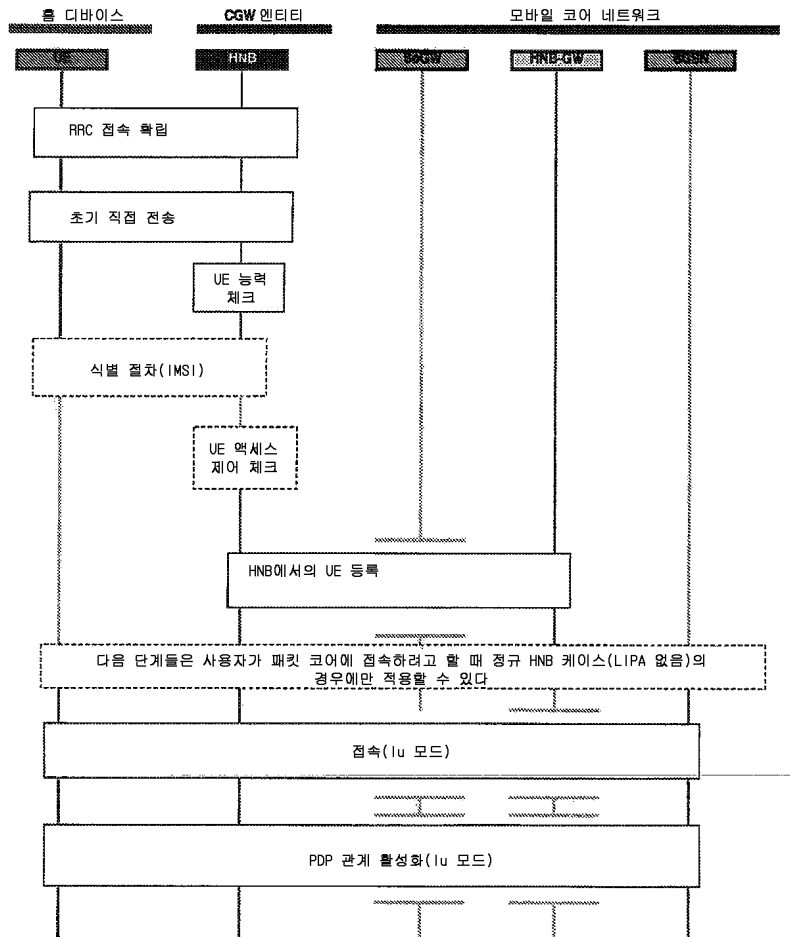 홈 디바이스
CGW 엔티티
모바일 코어 네트워크
UE
HNB
SeGW
HNB-GW
SGSN
RRC 접속 확립
초기 직접 전송
UE 능력
체크
식별 절차(IMSI)
UE 액세스
제어 체크
HNB에서의 UE 등록
다음 단계들은 사용자가 패킷 코어에 접속하려고 할 때 정규 HNB 케이스(LIPA 없음)의
경우에만 적용할 수 있다
접속(Iu 모드)
PDP 관계 활성화(Iu 모드)